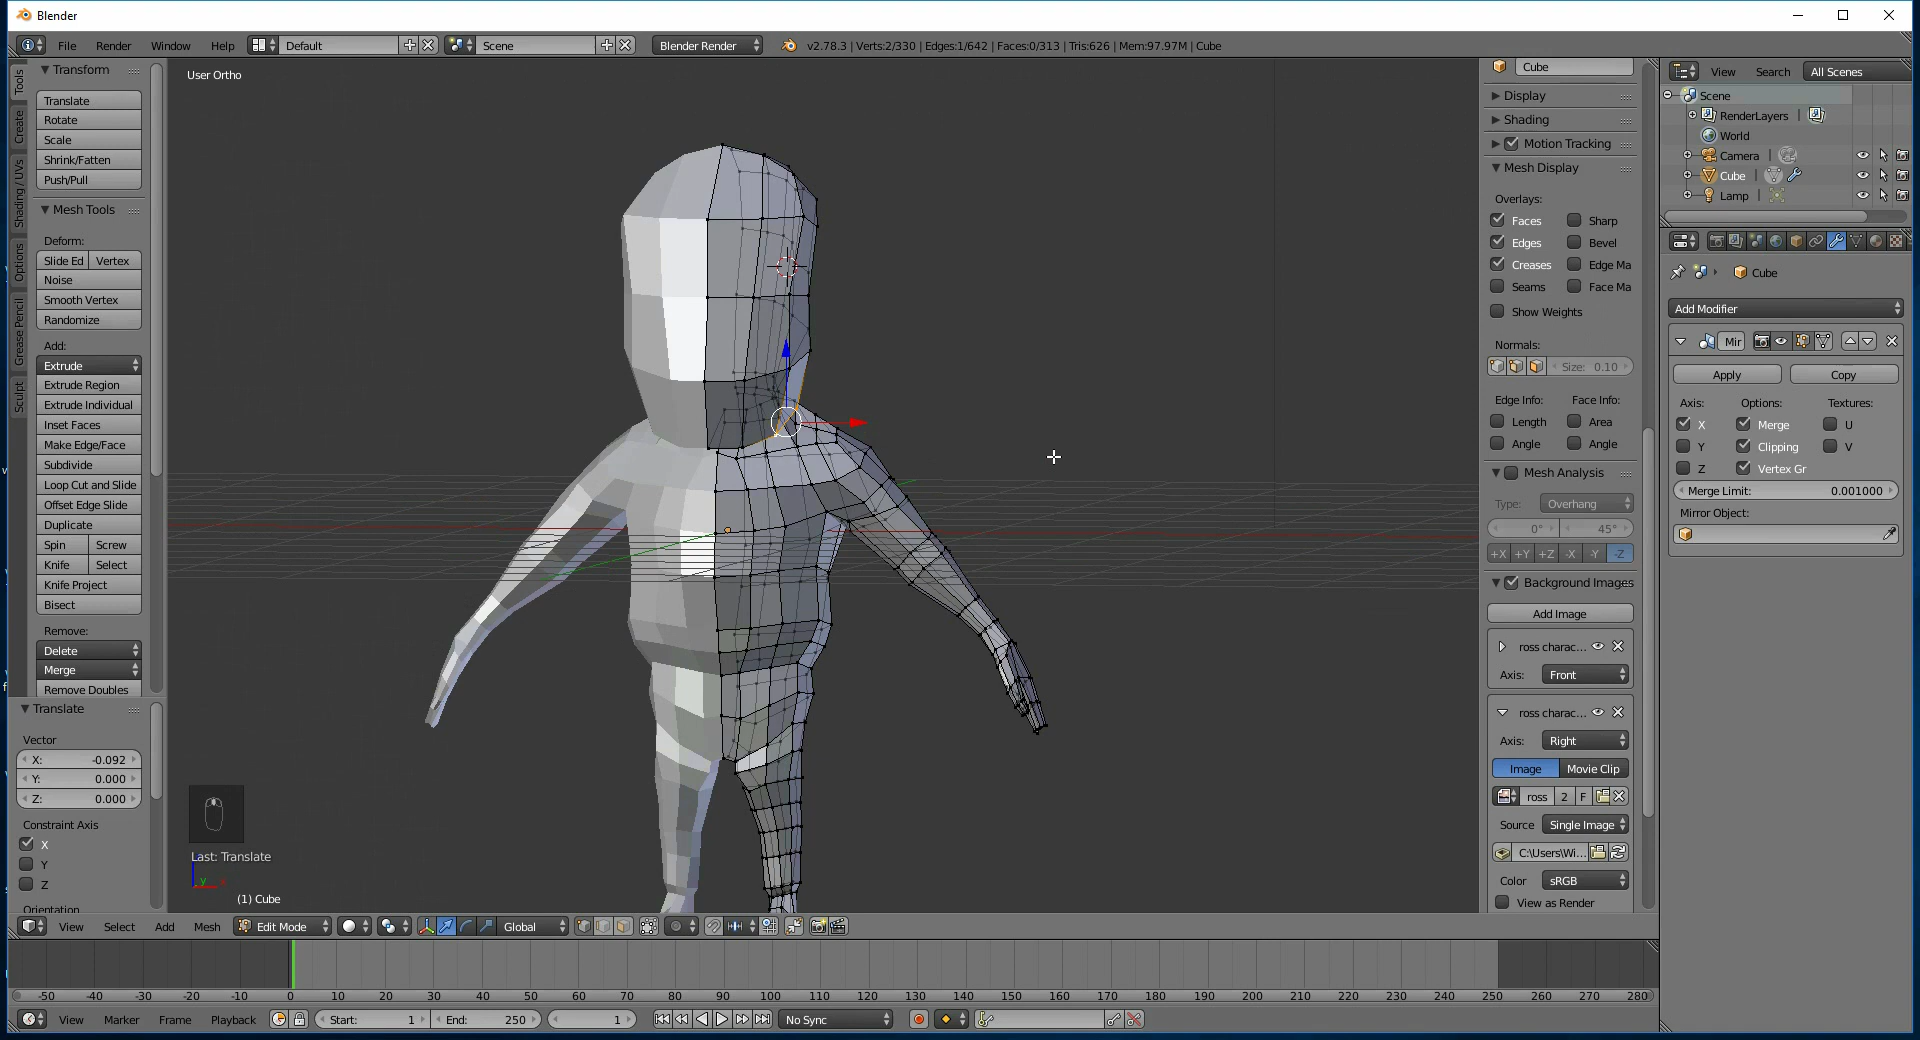 Blender
File Render Window Help Default Scene Blender Render v2.78.3 | Verts:2/330 | Edges:1/642 | Faces:0/313 | Tris:626 | Mem:97.97M | Cube
Tools
Create
Shading / UVs
Options
Grease Pencil
Sculpt
Transform
Translate
Rotate
Scale
Shrink/Fatten
Push/Pull
Mesh Tools
Deform:
Slide Ed Vertex
Noise
Smooth Vertex
Randomize
Add:
Extrude
Extrude Region
Extrude Individual
Inset Faces
Make Edge/Face
Subdivide
Loop Cut and Slide
Offset Edge Slide
Duplicate
Spin Screw
Knife Select
Knife Project
Bisect
Remove:
Delete
Merge
Remove Doubles
Translate
Vector
X: -0.092
Y: 0.000
Z: 0.000
Constraint Axis
X
Y
Z
Orientation
User Ortho
Last: Translate
y
x
(1) Cube
Cube
Display
Shading
Motion Tracking
Mesh Display
Overlays:
Faces Sharp
Edges Bevel
Creases Edge Ma
Seams Face Ma
Show Weights
Normals:
Size: 0.10
Edge Info: Face Info:
Length Area
Angle Angle
Mesh Analysis
Type: Overhang
0° 45°
+X +Y +Z -X -Y -Z
Background Images
Add Image
ross charac...
Axis: Front
ross charac...
Axis: Right
Image Movie Clip
ross 2 F
Source Single Image
C:\Users\Wi...
Color sRGB
View as Render
View Search All Scenes
Scene
RenderLayers
World
Camera
Cube
Lamp
Cube
Add Modifier
Mir
Apply Copy
Axis: Options: Textures:
X Merge U
Y Clipping V
Z Vertex Gr
Merge Limit: 0.001000
Mirror Object:
View Select Add Mesh Edit Mode Global
-50 -40 -30 -20 -10 0 10 20 30 40 50 60 70 80 90 100 110 120 130 140 150 160 170 180 190 200 210 220 230 240 250 260 270 280
View Marker Frame Playback Start: 1 End: 250 1 No Sync